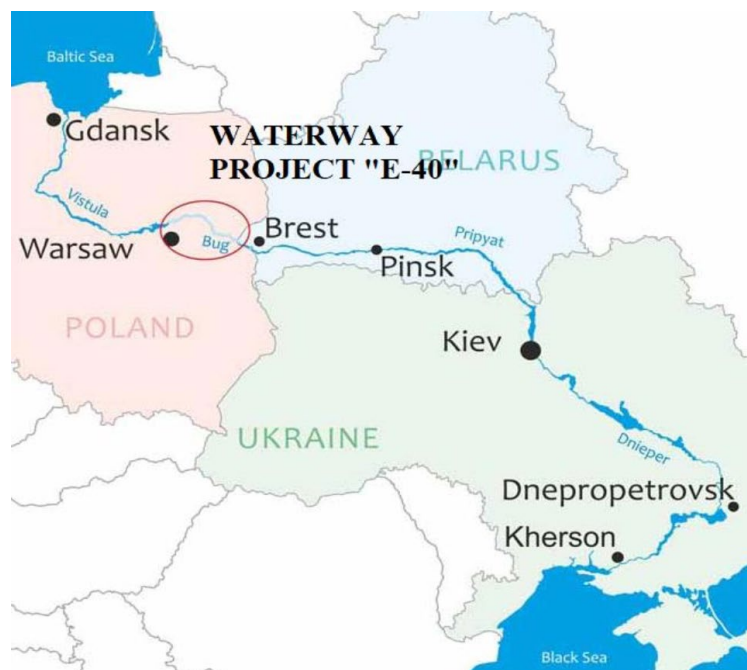 Baltic Sea
Gdansk
WATERWAY
PROJECT "E-40"
BELARUS
Vistula
Brest
Pripyat
Warsaw
Bug
Pinsk
POLAND
Kiev
UKRAINE
Dnieper
Dnepropetrovsk
Kherson
Black Sea